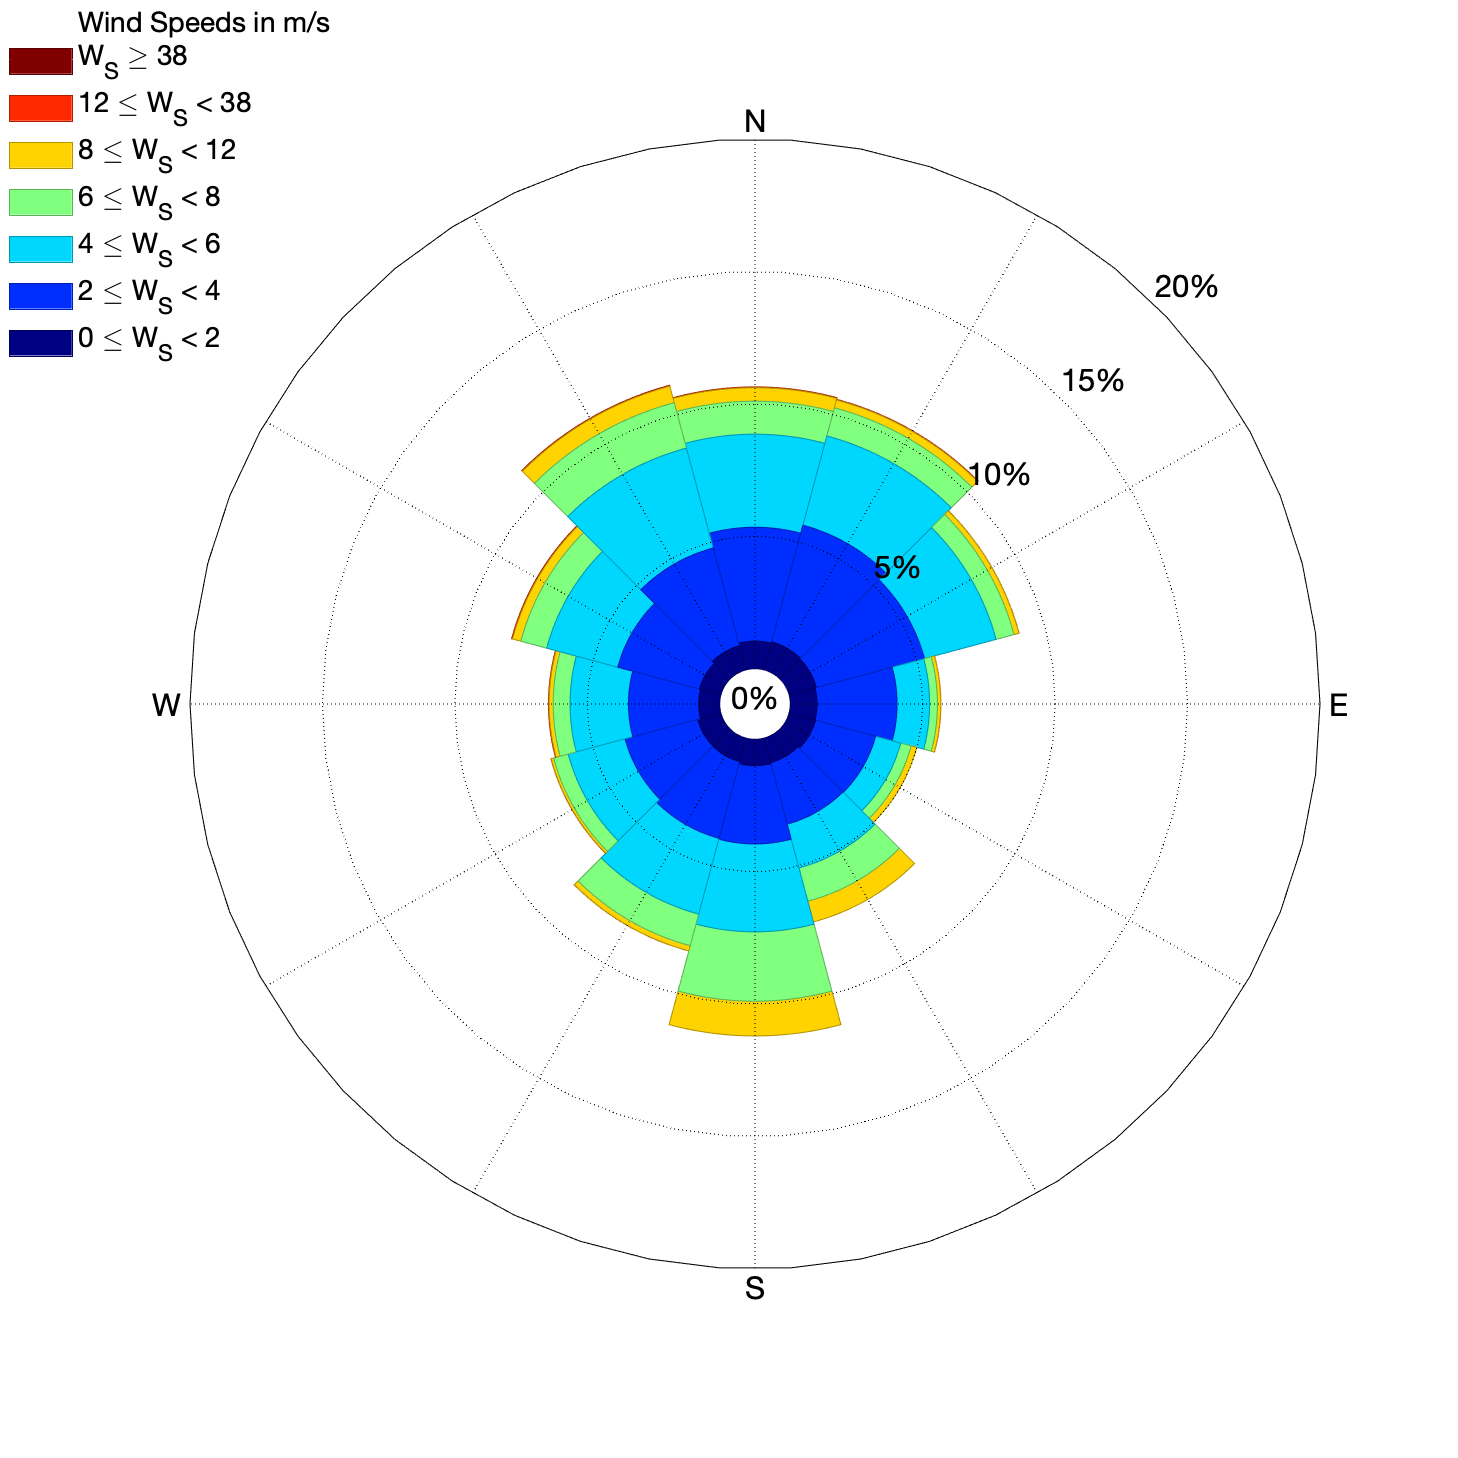 Wind Speeds in m/s
W_S ≥ 38
12 ≤ W_S < 38
8 ≤ W_S < 12
6 ≤ W_S < 8
4 ≤ W_S < 6
2 ≤ W_S < 4
0 ≤ W_S < 2
N
20%
15%
10%
5%
W
0%
E
S